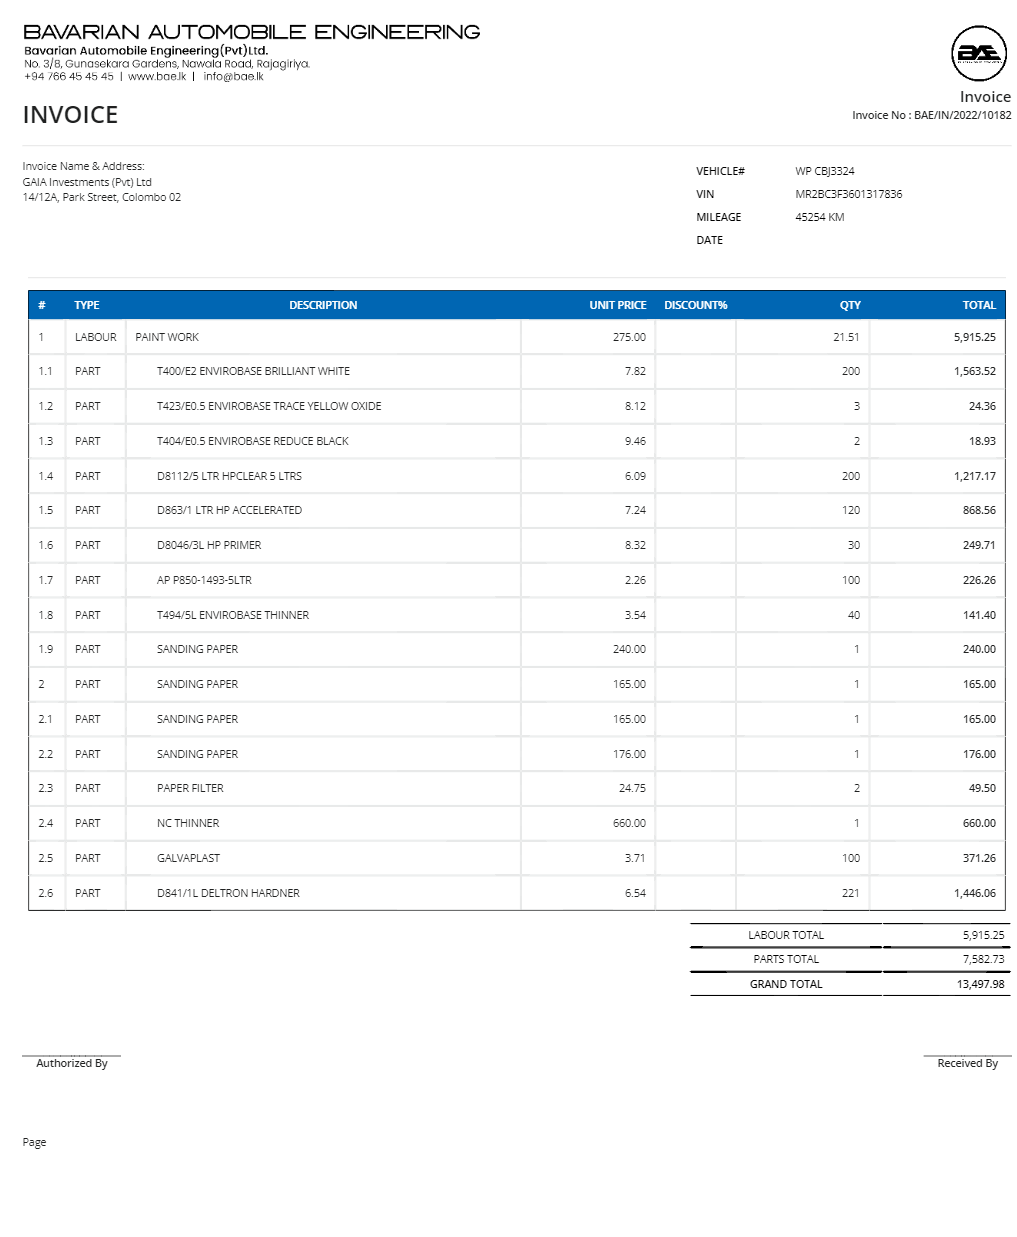 BAVARIAN AUTOMOBILE ENGINEERING
Bavarian Automobile Engineering(Pvt)Ltd.
No. 3/8, Gunasekara Gardens, Nawala Road, Rajagiriya.
+94 766 45 45 45 | www.bae.lk | info@bae.lk
BAE
Invoice
INVOICE
Invoice No : BAE/IN/2022/10182
Invoice Name & Address:
GAIA Investments (Pvt) Ltd
14/12A, Park Street, Colombo 02
VEHICLE# WP CBJ3324
VIN MR2BC3F3601317836
MILEAGE 45254 KM
DATE
# TYPE DESCRIPTION UNIT PRICE DISCOUNT% QTY TOTAL
1 LABOUR PAINT WORK 275.00 21.51 5,915.25
1.1 PART T400/E2 ENVIROBASE BRILLIANT WHITE 7.82 200 1,563.52
1.2 PART T423/E0.5 ENVIROBASE TRACE YELLOW OXIDE 8.12 3 24.36
1.3 PART T404/E0.5 ENVIROBASE REDUCE BLACK 9.46 2 18.93
1.4 PART D8112/5 LTR HPCLEAR 5 LTRS 6.09 200 1,217.17
1.5 PART D863/1 LTR HP ACCELERATED 7.24 120 868.56
1.6 PART D8046/3L HP PRIMER 8.32 30 249.71
1.7 PART AP P850-1493-5LTR 2.26 100 226.26
1.8 PART T494/5L ENVIROBASE THINNER 3.54 40 141.40
1.9 PART SANDING PAPER 240.00 1 240.00
2 PART SANDING PAPER 165.00 1 165.00
2.1 PART SANDING PAPER 165.00 1 165.00
2.2 PART SANDING PAPER 176.00 1 176.00
2.3 PART PAPER FILTER 24.75 2 49.50
2.4 PART NC THINNER 660.00 1 660.00
2.5 PART GALVAPLAST 3.71 100 371.26
2.6 PART D841/1L DELTRON HARDNER 6.54 221 1,446.06
LABOUR TOTAL 5,915.25
PARTS TOTAL 7,582.73
GRAND TOTAL 13,497.98
Authorized By
Received By
Page